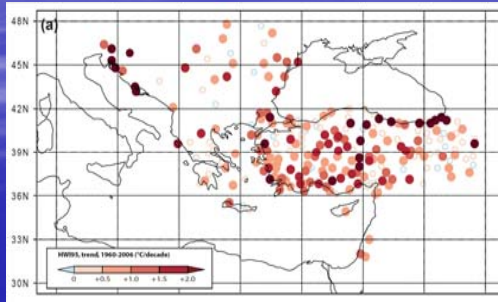 (a)
48N
45N
42N
39N
36N
33N
30N
HWI95, trend, 1960-2006 (°C/decade)
0 +0.5 +1.0 +1.5 +2.0